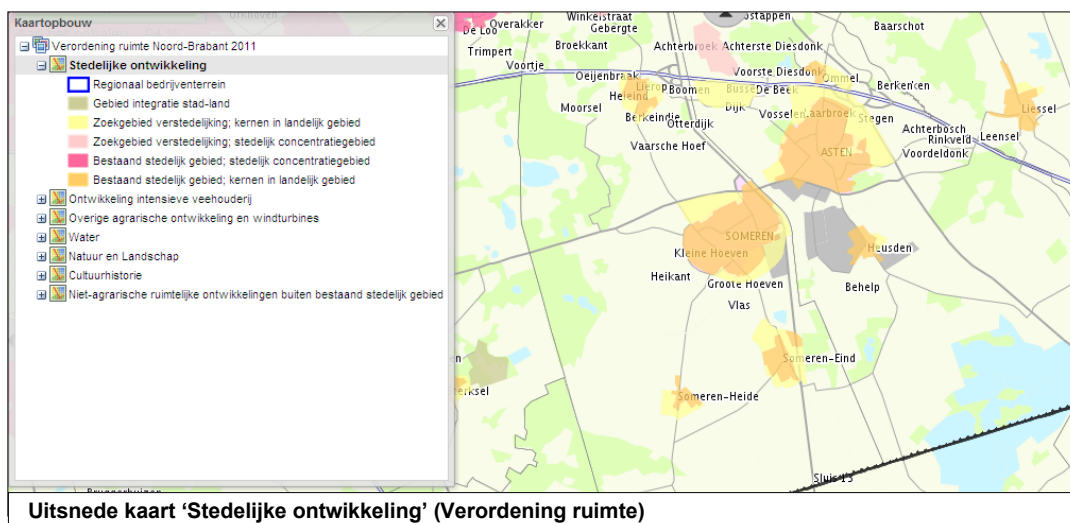 Kaartopbouw
Verordening ruimte Noord-Brabant 2011
Stedelijke ontwikkeling
Regionaal bedrijventerrein
Gebied integratie stad-land
Zoekgebied verstedelijking; kernen in landelijk gebied
Zoekgebied verstedelijking; stedelijk concentratiegebied
Bestaand stedelijk gebied; stedelijk concentratiegebied
Bestaand stedelijk gebied; kernen in landelijk gebied
Ontwikkeling intensieve veehouderij
Overige agrarische ontwikkeling en windturbines
Water
Natuur en Landschap
Cultuurhistorie
Niet-agrarische ruimtelijke ontwikkelingen buiten bestaand stedelijk gebied
De Loo
Overakker
Winkelstraat
Gebergte
Baarschot
Trimpert
Broekkant
Achterbroek
Achterste Diesdonk
Voortje
Oeijenbraak
Voorste Diesdonk
Ommel
Lierop
Boomen
De Beek
Berkenken
Heieind
Moorsel
Dijk
Vosselen
Laarbroek
Stegen
Liessel
Berkeindje
Otterdijk
Achterbosch
Rinkveld
Leensel
Vaarsche Hoef
ASTEN
Voordeldonk
SOMEREN
Kleine Hoeven
Heusden
Heikant
Groote Hoeven
Behelp
Vlas
Someren-Eind
Someren-Heide
Sluis 13
Uitsnede kaart ‘Stedelijke ontwikkeling’ (Verordening ruimte)